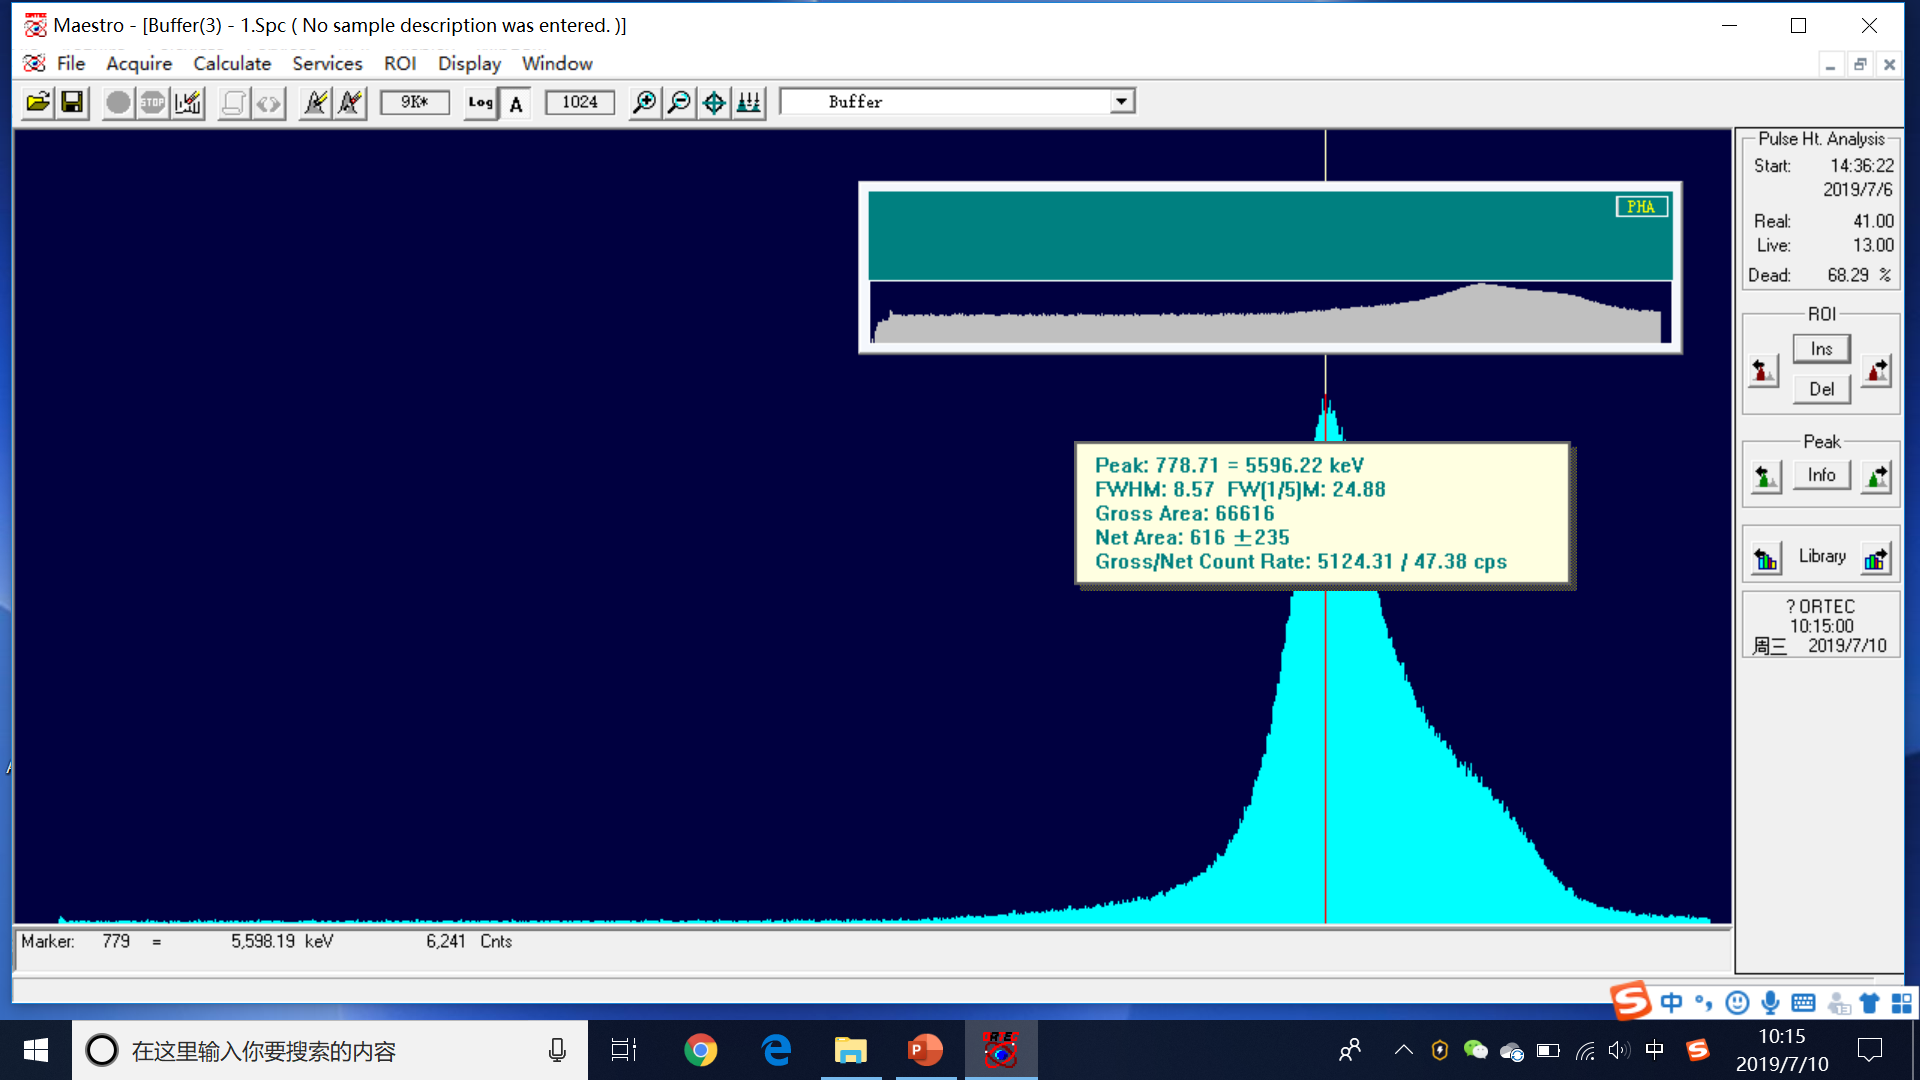 Maestro - [Buffer(3) - 1.Spc ( No sample description was entered. )]
File Acquire Calculate Services ROI Display Window
STOP 9K* Log A 1024 Buffer
PHA
Pulse Ht. Analysis
Start: 14:36:22
2019/7/6
Real: 41.00
Live: 13.00
Dead: 68.29 %
ROI
Ins
Del
Peak
Info
Library
? ORTEC
10:15:00
周三 2019/7/10
Peak: 778.71 = 5596.22 keV
FWHM: 8.57 FW(1/5)M: 24.88
Gross Area: 66616
Net Area: 616 ±235
Gross/Net Count Rate: 5124.31 / 47.38 cps
Marker: 779 = 5,598.19 keV 6,241 Cnts
中
在这里输入你要搜索的内容
中
10:15
2019/7/10